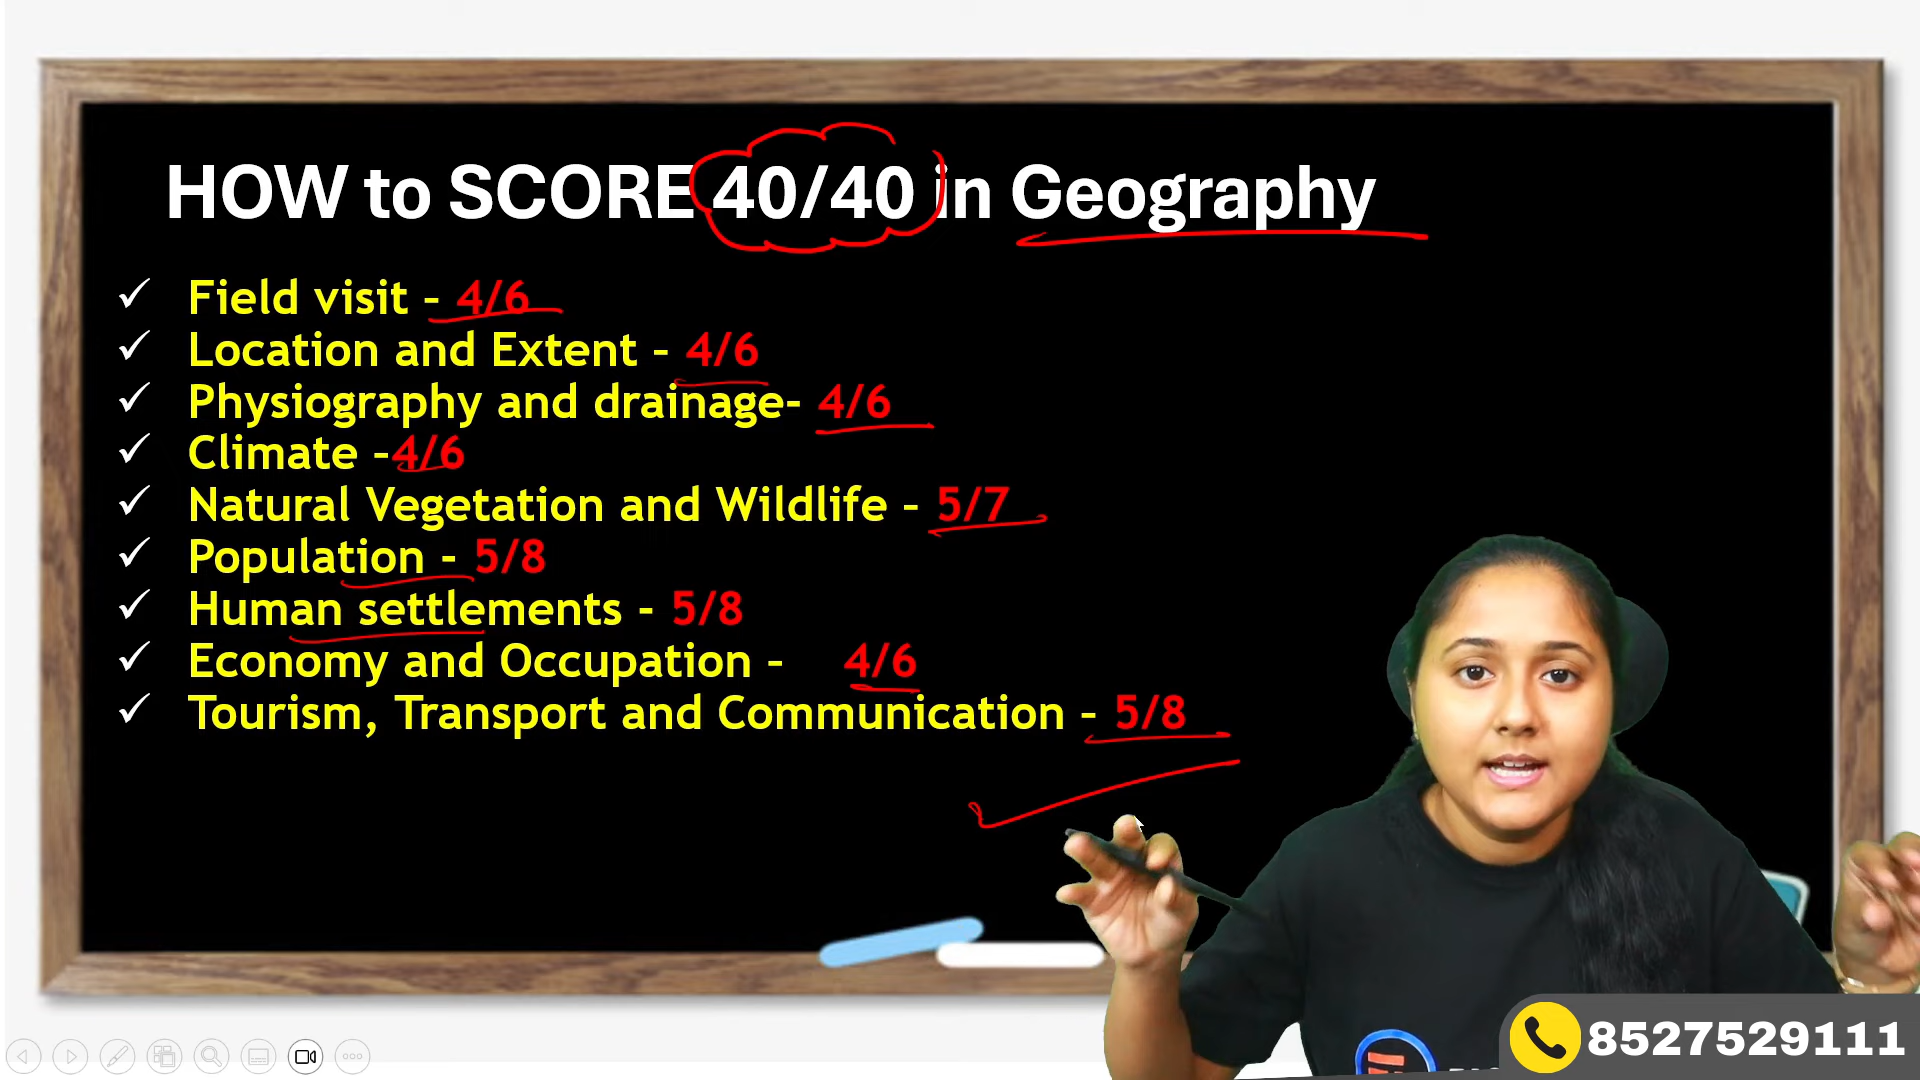 HOW to SCORE 40/40 in Geography
✓ Field visit – 4/6
✓ Location and Extent – 4/6
✓ Physiography and drainage- 4/6
✓ Climate –4/6
✓ Natural Vegetation and Wildlife – 5/7
✓ Population - 5/8
✓ Human settlements - 5/8
✓ Economy and Occupation – 4/6
✓ Tourism, Transport and Communication – 5/8
8527529111